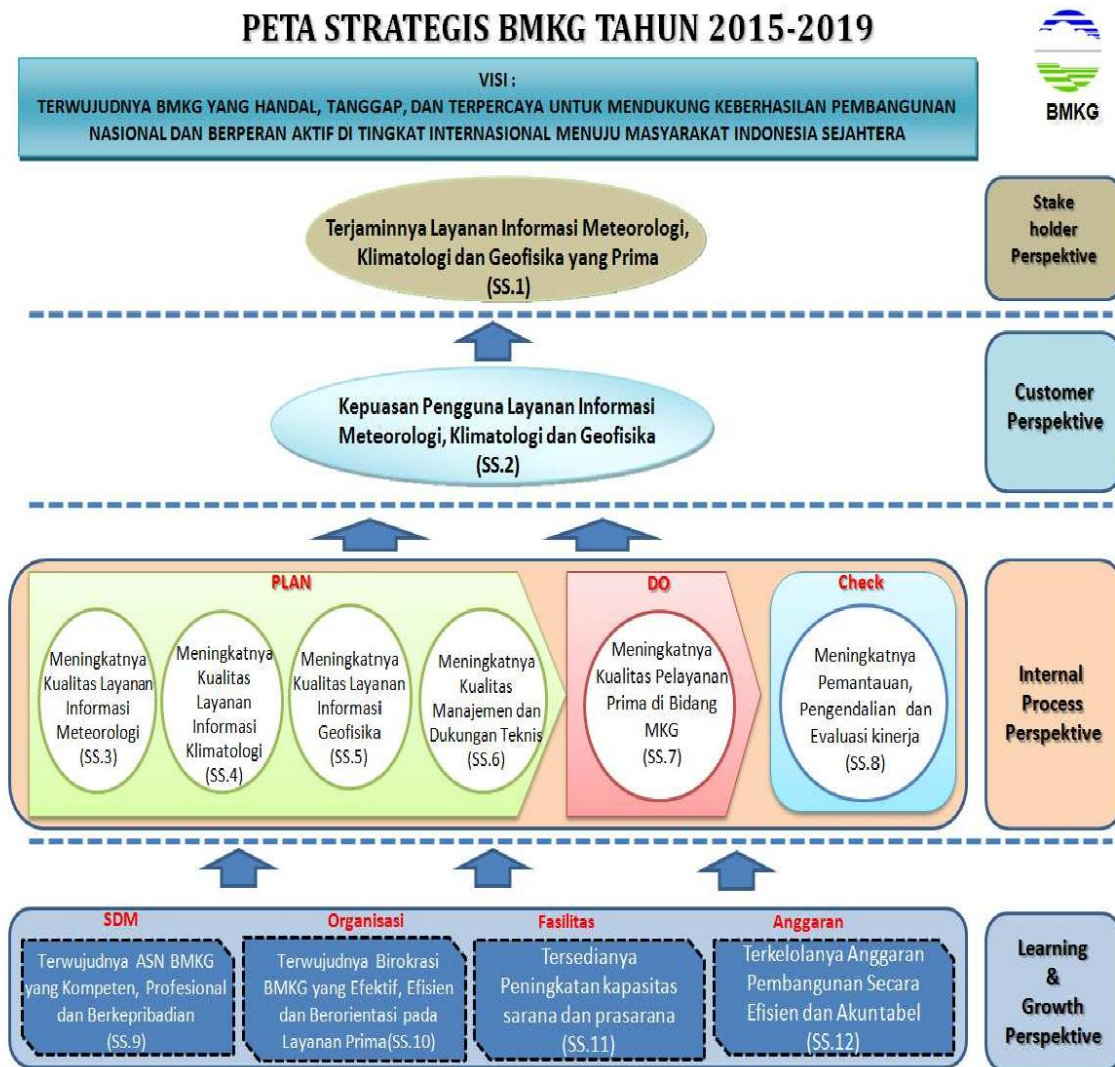 PETA STRATEGIS BMKG TAHUN 2015-2019
BMKG
VISI :
TERWUJUDNYA BMKG YANG HANDAL, TANGGAP, DAN TERPERCAYA UNTUK MENDUKUNG KEBERHASILAN PEMBANGUNAN
NASIONAL DAN BERPERAN AKTIF DI TINGKAT INTERNASIONAL MENUJU MASYARAKAT INDONESIA SEJAHTERA
Terjaminnya Layanan Informasi Meteorologi,
Klimatologi dan Geofisika yang Prima
(SS.1)
Stake
holder
Perspektive
Kepuasan Pengguna Layanan Informasi
Meteorologi, Klimatologi dan Geofisika
(SS.2)
Customer
Perspektive
PLAN
Meningkatnya
Kualitas Layanan
Informasi
Meteorologi
(SS.3)
Meningkatnya
Kualitas
Layanan
Informasi
Klimatologi
(SS.4)
Meningkatnya
Kualitas Layanan
Informasi
Geofisika
(SS.5)
Meningkatnya
Kualitas
Manajemen dan
Dukungan Teknis
(SS.6)
DO
Meningkatnya
Kualitas Pelayanan
Prima di Bidang
MKG
(SS.7)
Check
Meningkatnya
Pemantauan,
Pengendalian dan
Evaluasi kinerja
(SS.8)
Internal
Process
Perspektive
SDM
Terwujudnya ASN BMKG
yang Kompeten, Profesional
dan Berkepribadian
(SS.9)
Organisasi
Terwujudnya Birokrasi
BMKG yang Efektif, Efisien
dan Berorientasi pada
Layanan Prima(SS.10)
Fasilitas
Tersedianya
Peningkatan kapasitas
sarana dan prasarana
(SS.11)
Anggaran
Terkelolanya Anggaran
Pembangunan Secara
Efisien dan Akuntabel
(SS.12)
Learning
&
Growth
Perspektive